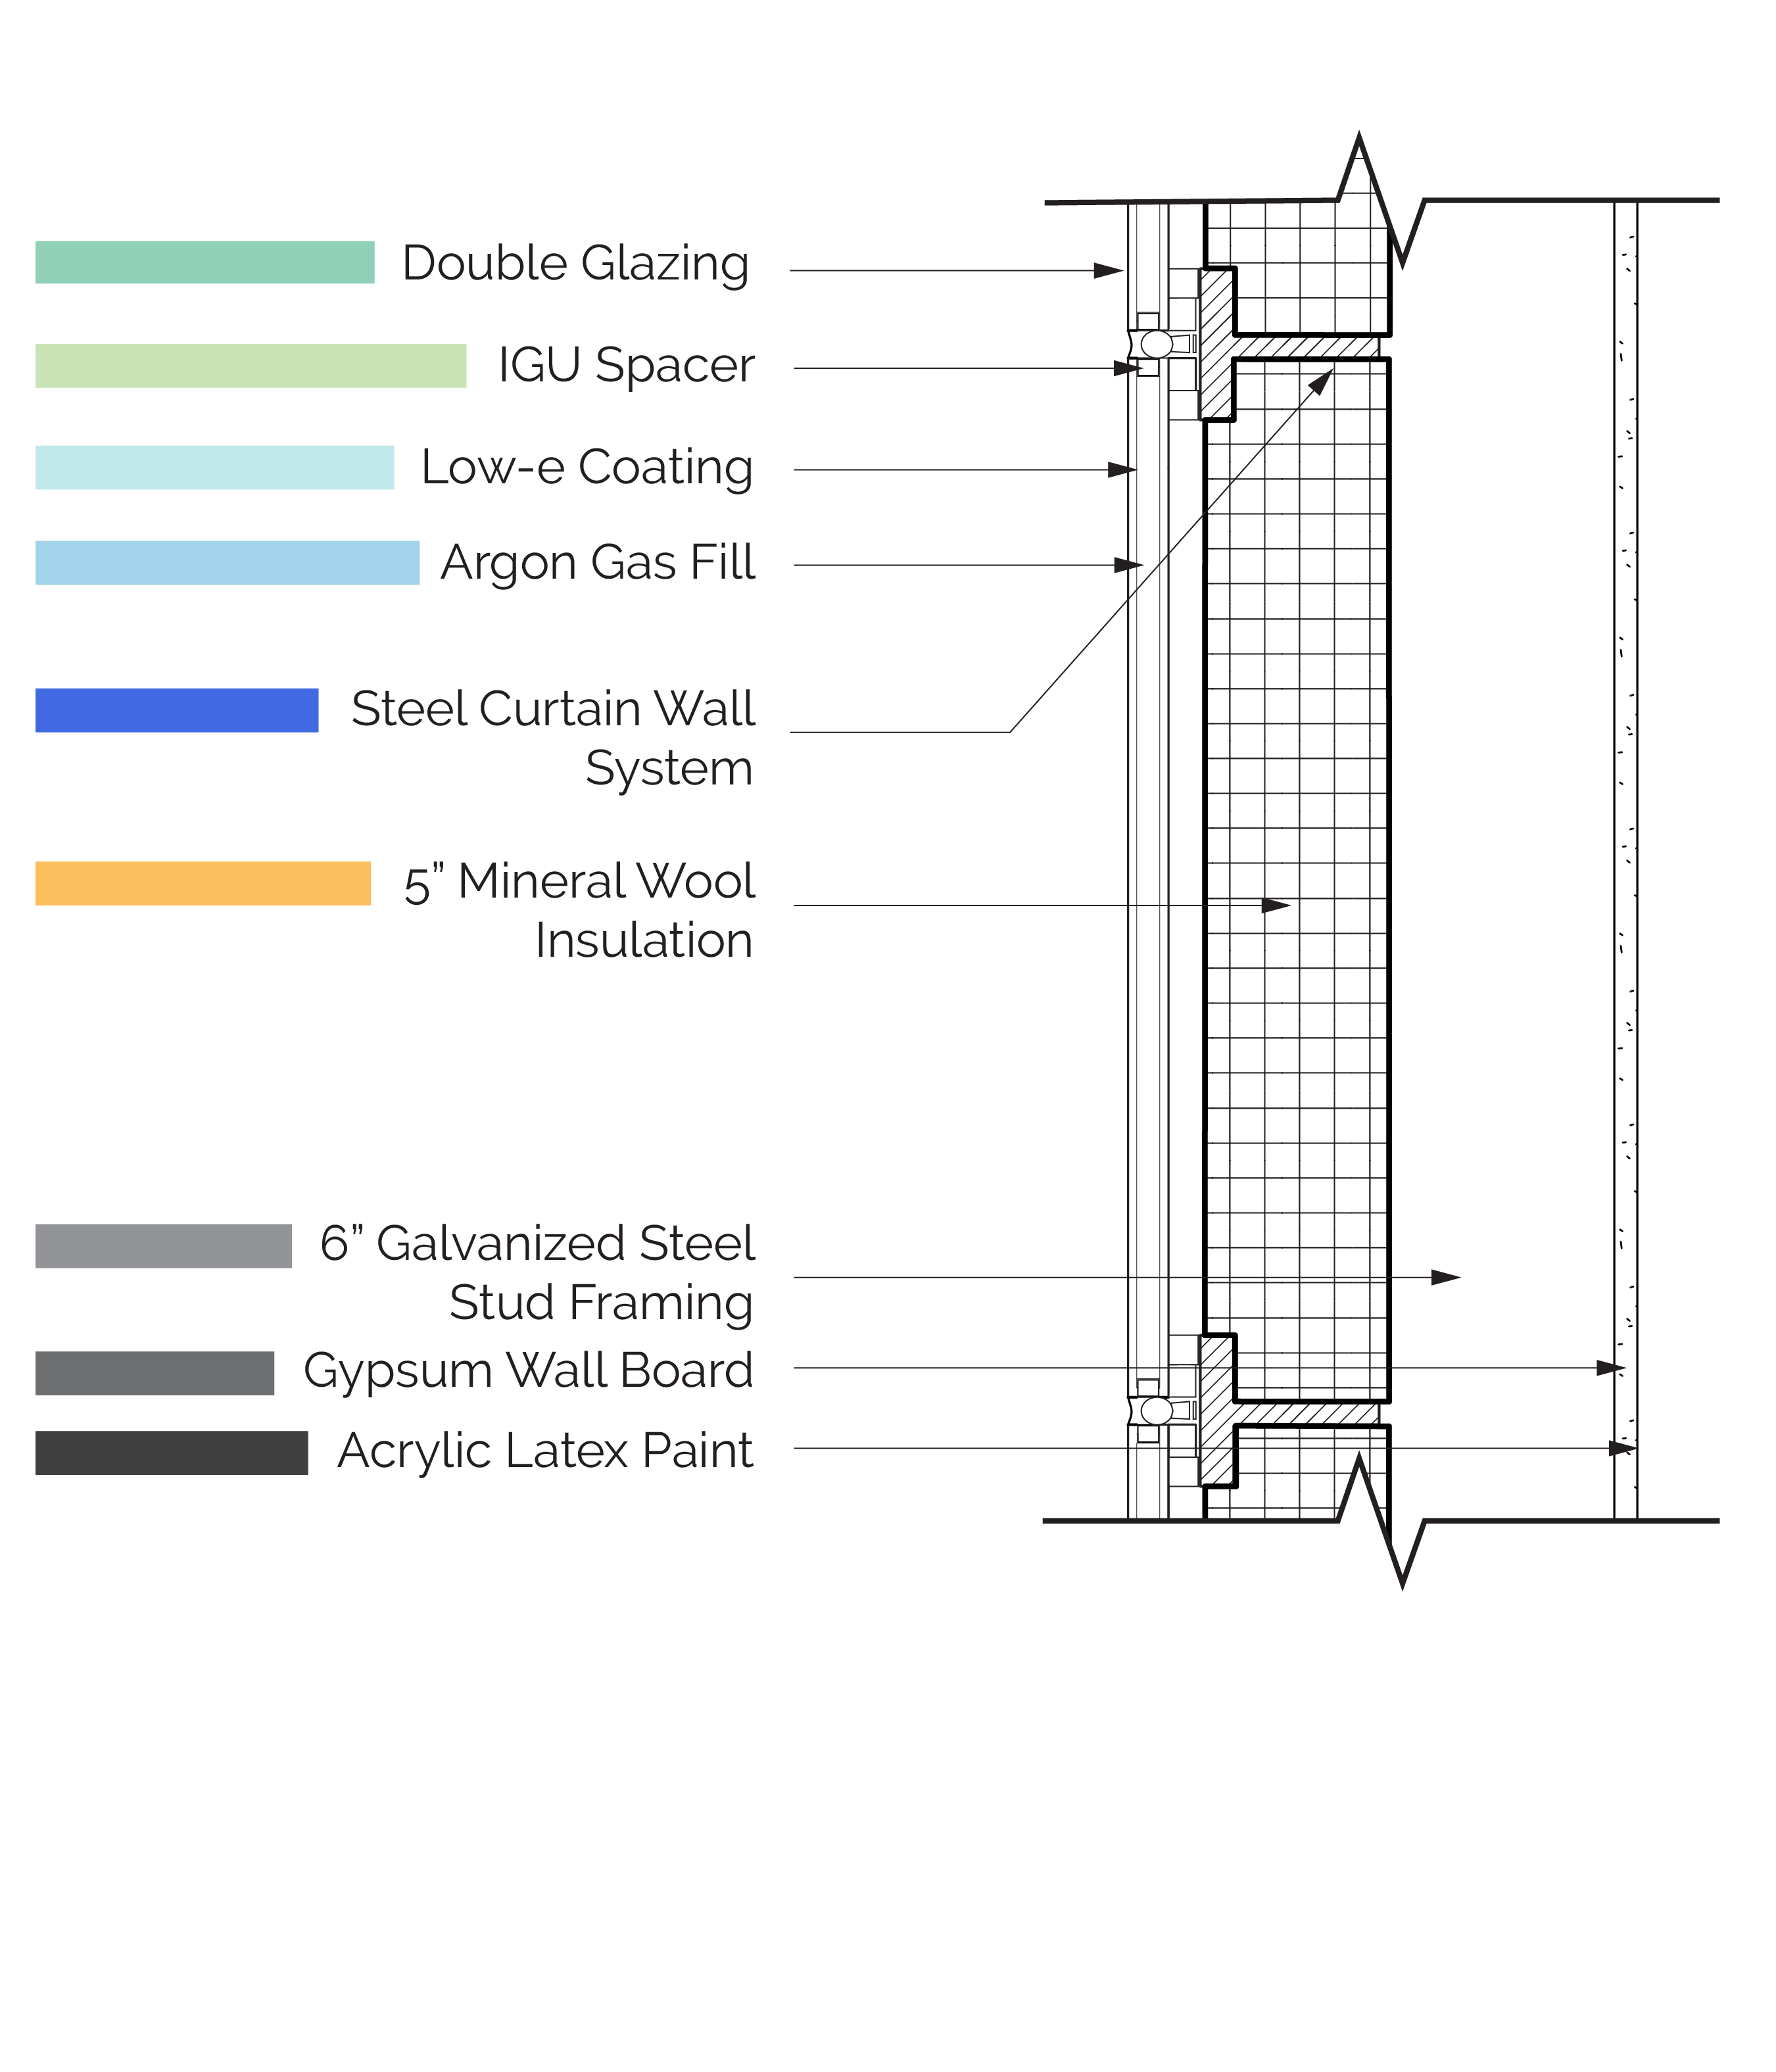 Double Glazing
IGU Spacer
Low-e Coating
Argon Gas Fill
Steel Curtain Wall
System
5” Mineral Wool
Insulation
6” Galvanized Steel
Stud Framing
Gypsum Wall Board
Acrylic Latex Paint